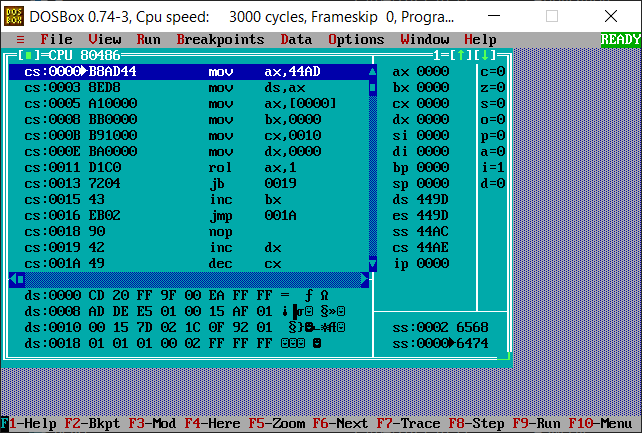 DOSBox 0.74-3, Cpu speed: 3000 cycles, Frameskip 0, Progra...
≡ File View Run Breakpoints Data Options Window Help READY
[■]=CPU 80486 1=[↑][↓]
cs:0000►B8AD44 mov ax,44AD ax 0000 c=0
cs:0003 8ED8 mov ds,ax bx 0000 z=0
cs:0005 A10000 mov ax,[0000] cx 0000 s=0
cs:0008 BB0000 mov bx,0000 dx 0000 o=0
cs:000B B91000 mov cx,0010 si 0000 p=0
cs:000E BA0000 mov dx,0000 di 0000 a=0
cs:0011 D1C0 rol ax,1 bp 0000 i=1
cs:0013 7204 jb 0019 sp 0000 d=0
cs:0015 43 inc bx ds 449D
cs:0016 EB02 jmp 001A es 449D
cs:0018 90 nop ss 44AC
cs:0019 42 inc dx cs 44AE
cs:001A 49 dec cx ip 0000
ds:0000 CD 20 FF 9F 00 EA FF FF = ƒ Ω
ds:0008 AD DE E5 01 00 15 AF 01
ds:0010 00 15 7D 02 1C 0F 92 01 ss:0002 6568
ds:0018 01 01 01 00 02 FF FF FF ss:0000►6474
F1-Help F2-Bkpt F3-Mod F4-Here F5-Zoom F6-Next F7-Trace F8-Step F9-Run F10-Menu